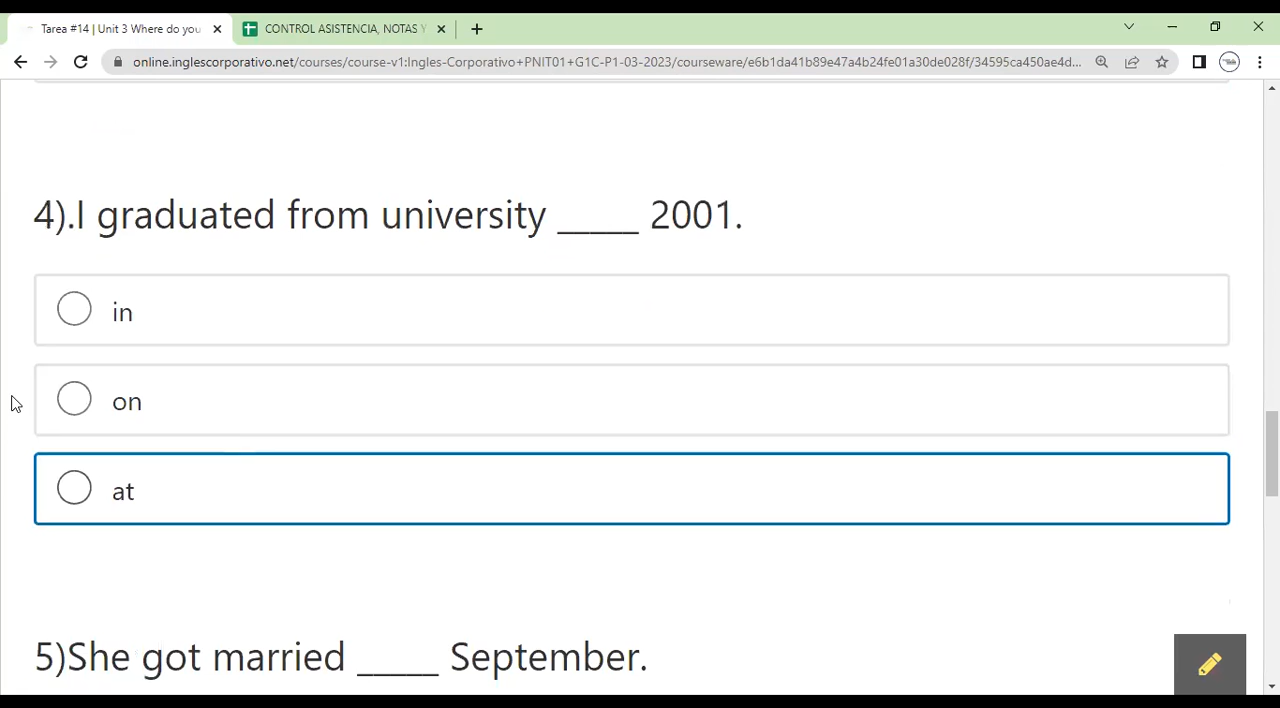 Tarea #14 | Unit 3 Where do you
CONTROL ASISTENCIA, NOTAS Y
online.inglescorporativo.net/courses/course-v1:Ingles-Corporativo+PNIT01+G1C-P1-03-2023/courseware/e6b1da41b89e47a4b24fe01a30de028f/34595ca450ae4d...
4).I graduated from university _____ 2001.
in
on
at
5)She got married _____ September.